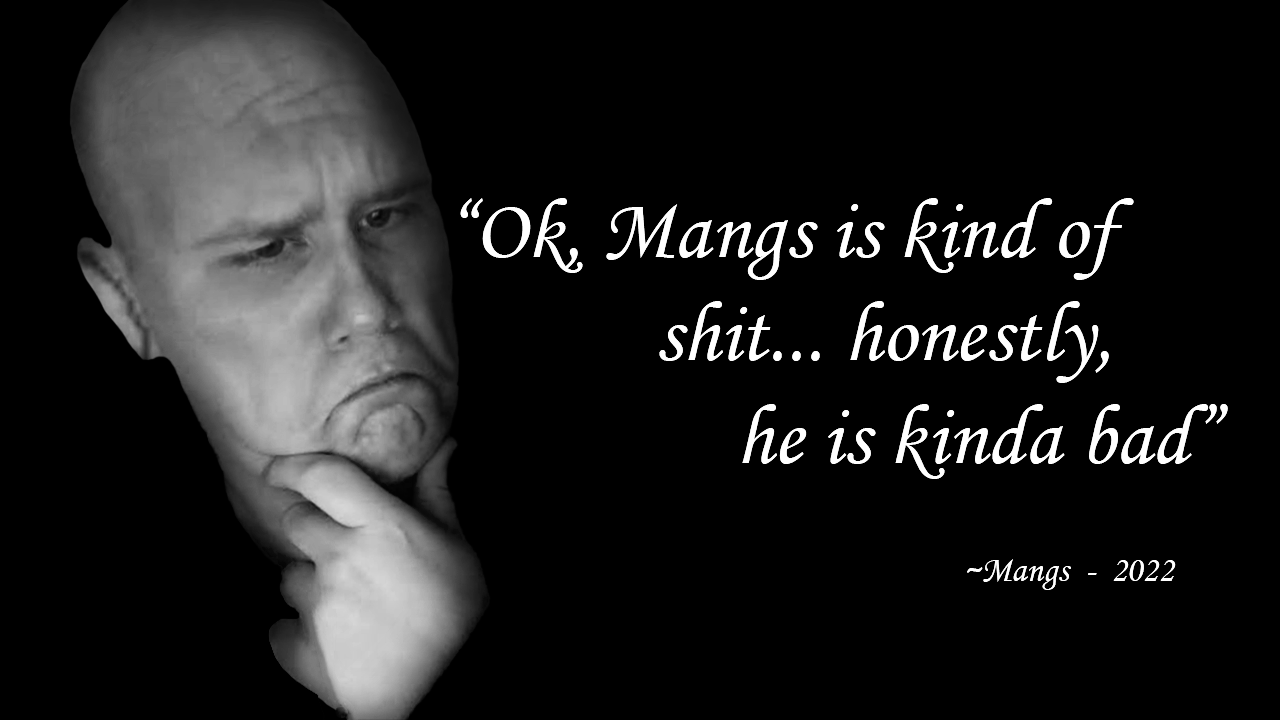 “Ok, Mangs is kind of
shit... honestly,
he is kinda bad”
~Mangs - 2022